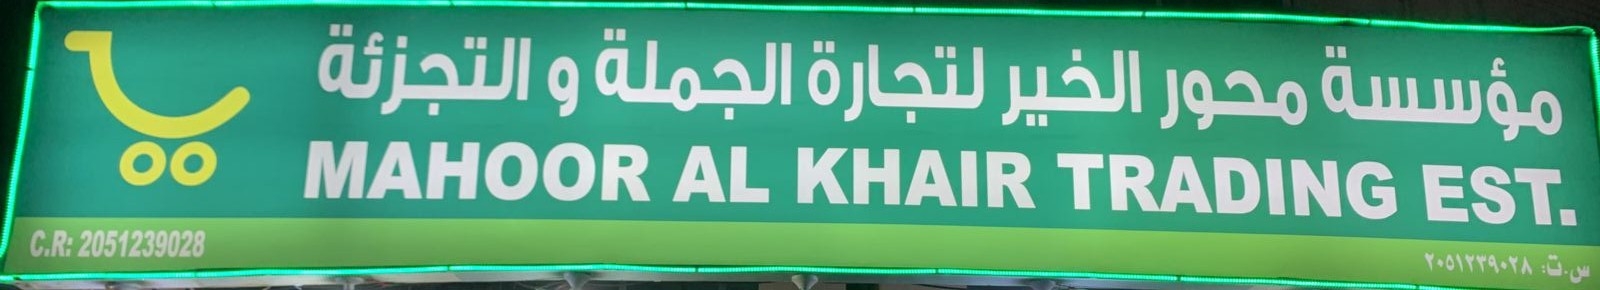 مؤسسة محور الخير لتجارة الجملة و التجزئة
MAHOOR AL KHAIR TRADING EST.
C.R: 2051239028
س.ت: ٢٠٥١٢٣٩٠٢٨